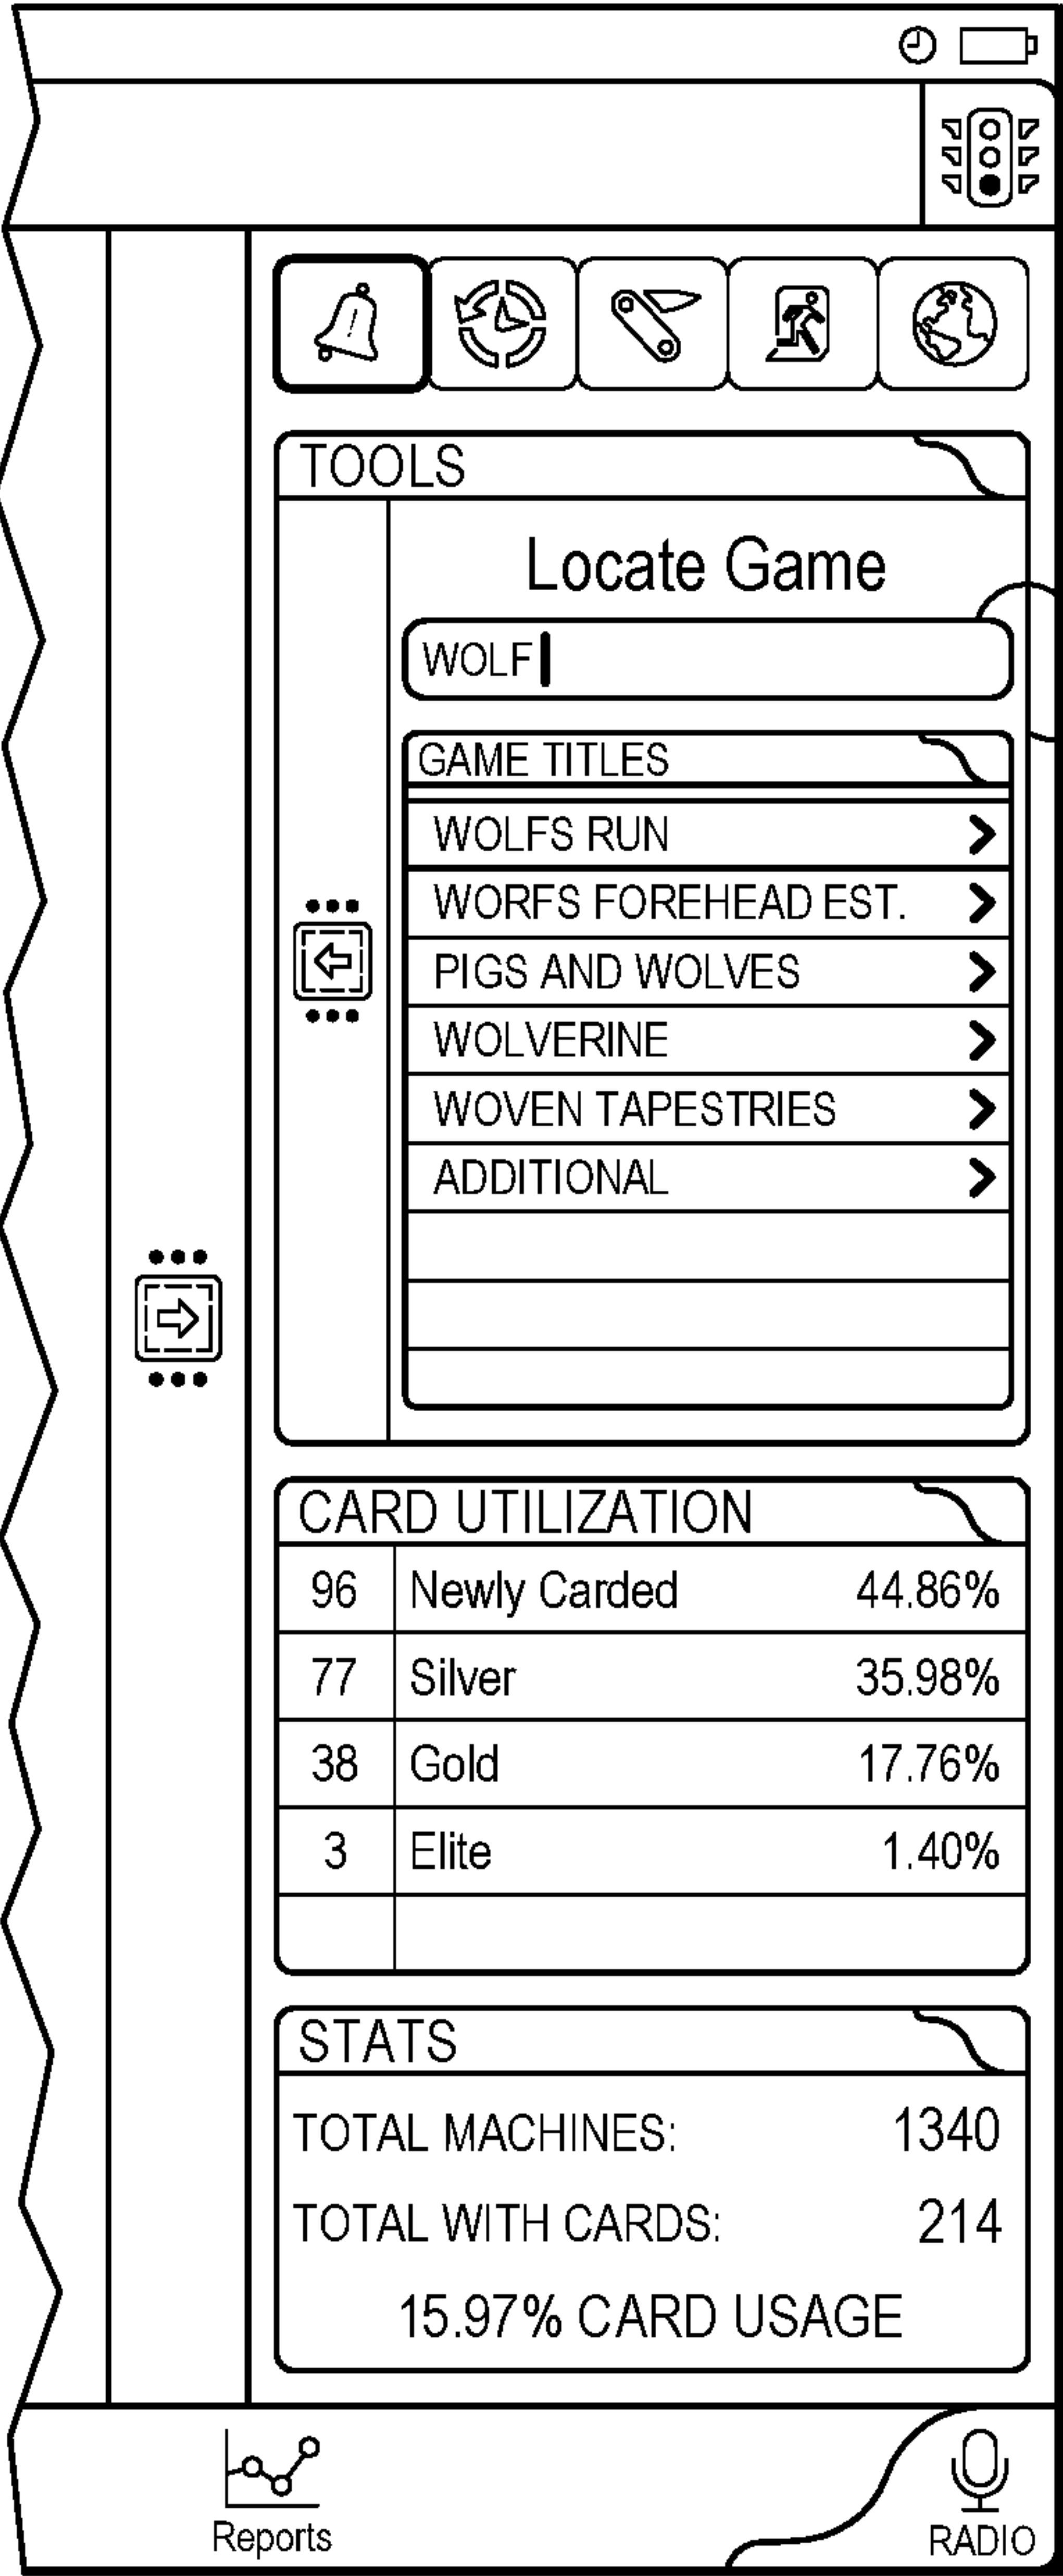 TOOLS
Locate Game
WOLF
GAME TITLES
WOLFS RUN
WORFS FOREHEAD EST.
PIGS AND WOLVES
WOLVERINE
WOVEN TAPESTRIES
ADDITIONAL
CARD UTILIZATION
96 Newly Carded 44.86%
77 Silver 35.98%
38 Gold 17.76%
3 Elite 1.40%
STATS
TOTAL MACHINES: 1340
TOTAL WITH CARDS: 214
15.97% CARD USAGE
Reports
RADIO